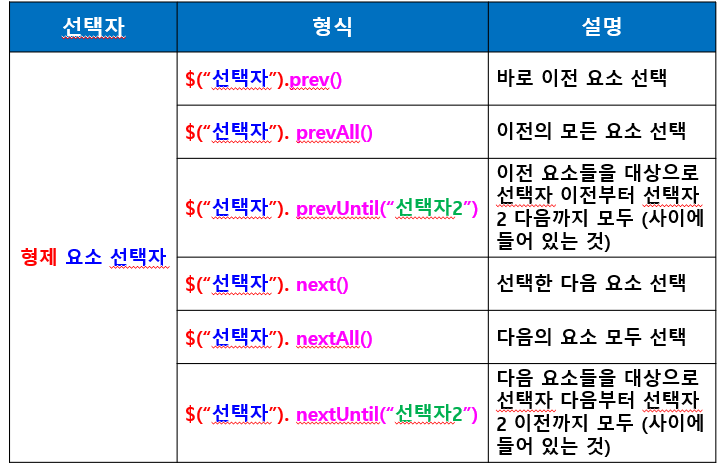 선택자 형식 설명
형제 요소 선택자
$(“선택자”).prev() 바로 이전 요소 선택
$(“선택자”). prevAll() 이전의 모든 요소 선택
$(“선택자”). prevUntil(“선택자2”)
이전 요소들을 대상으로
선택자 이전부터 선택자
2 다음까지 모두 (사이에
들어 있는 것)
$(“선택자”). next() 선택한 다음 요소 선택
$(“선택자”). nextAll() 다음의 요소 모두 선택
$(“선택자”). nextUntil(“선택자2”)
다음 요소들을 대상으로
선택자 다음부터 선택자
2 이전까지 모두 (사이에
들어 있는 것)